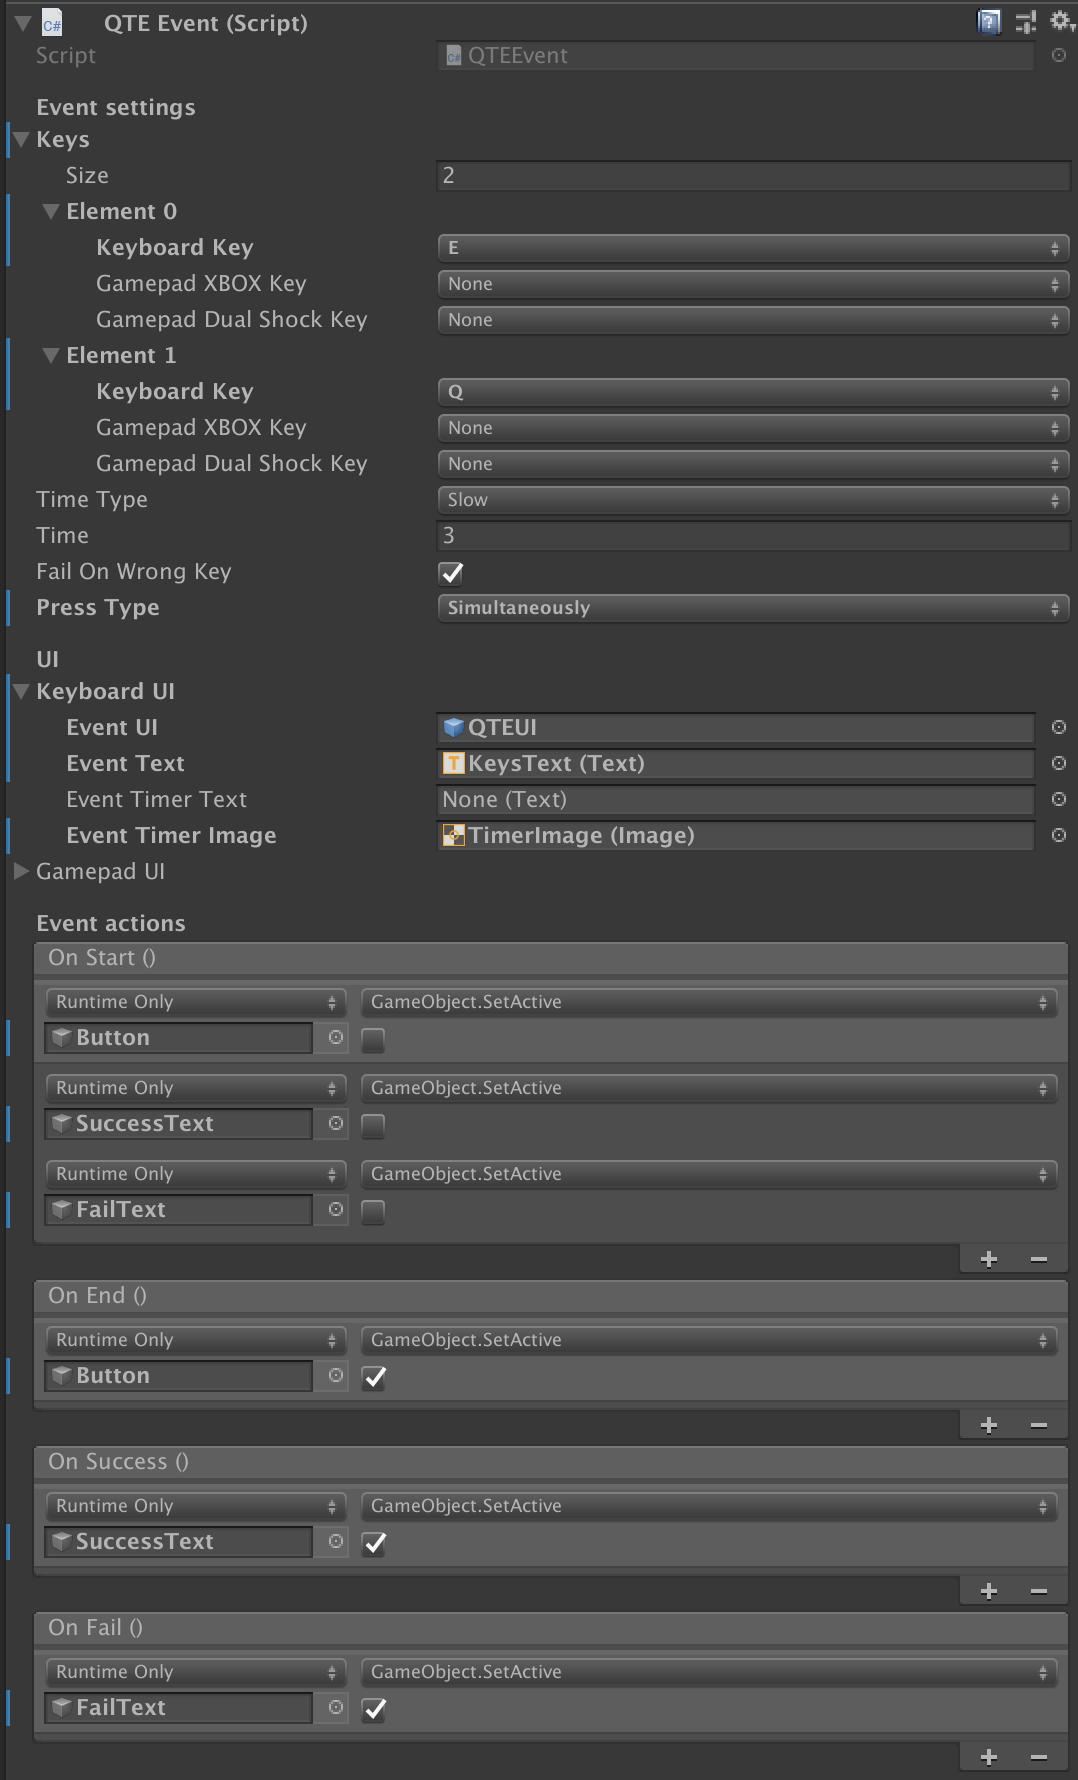 QTE Event (Script)
Script QTEEvent
Event settings
Keys
Size 2
Element 0
Keyboard Key E
Gamepad XBOX Key None
Gamepad Dual Shock Key None
Element 1
Keyboard Key Q
Gamepad XBOX Key None
Gamepad Dual Shock Key None
Time Type Slow
Time 3
Fail On Wrong Key
Press Type Simultaneously
UI
Keyboard UI
Event UI QTEUI
Event Text KeysText (Text)
Event Timer Text None (Text)
Event Timer Image TimerImage (Image)
Gamepad UI
Event actions
On Start ()
Runtime Only GameObject.SetActive
Button
Runtime Only GameObject.SetActive
SuccessText
Runtime Only GameObject.SetActive
FailText
On End ()
Runtime Only GameObject.SetActive
Button
On Success ()
Runtime Only GameObject.SetActive
SuccessText
On Fail ()
Runtime Only GameObject.SetActive
FailText